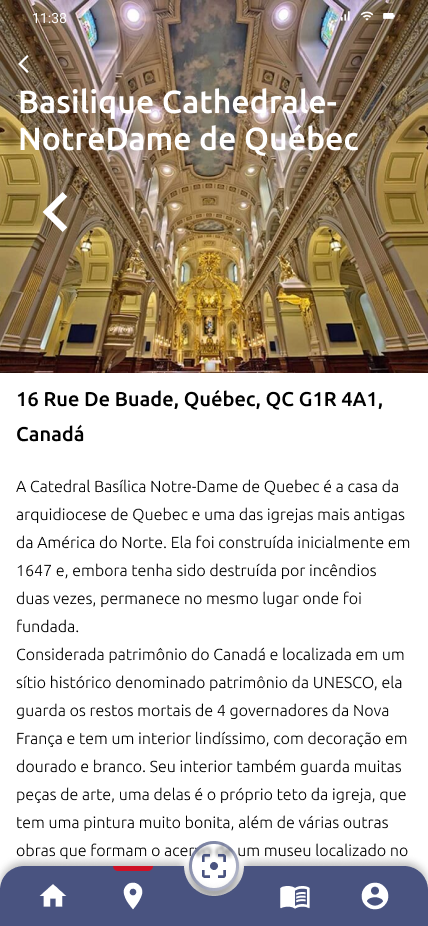 11:38
Basilique Cathedrale-
NotreDame de Québec
16 Rue De Buade, Québec, QC G1R 4A1,
Canadá
A Catedral Basílica Notre-Dame de Quebec é a casa da
arquidiocese de Quebec e uma das igrejas mais antigas
da América do Norte. Ela foi construída inicialmente em
1647 e, embora tenha sido destruída por incêndios
duas vezes, permanece no mesmo lugar onde foi
fundada.
Considerada patrimônio do Canadá e localizada em um
sítio histórico denominado patrimônio da UNESCO, ela
guarda os restos mortais de 4 governadores da Nova
França e tem um interior lindíssimo, com decoração em
dourado e branco. Seu interior também guarda muitas
peças de arte, uma delas é o próprio teto da igreja, que
tem uma pintura muito bonita, além de várias outras
obras que formam o acervo de um museu localizado no